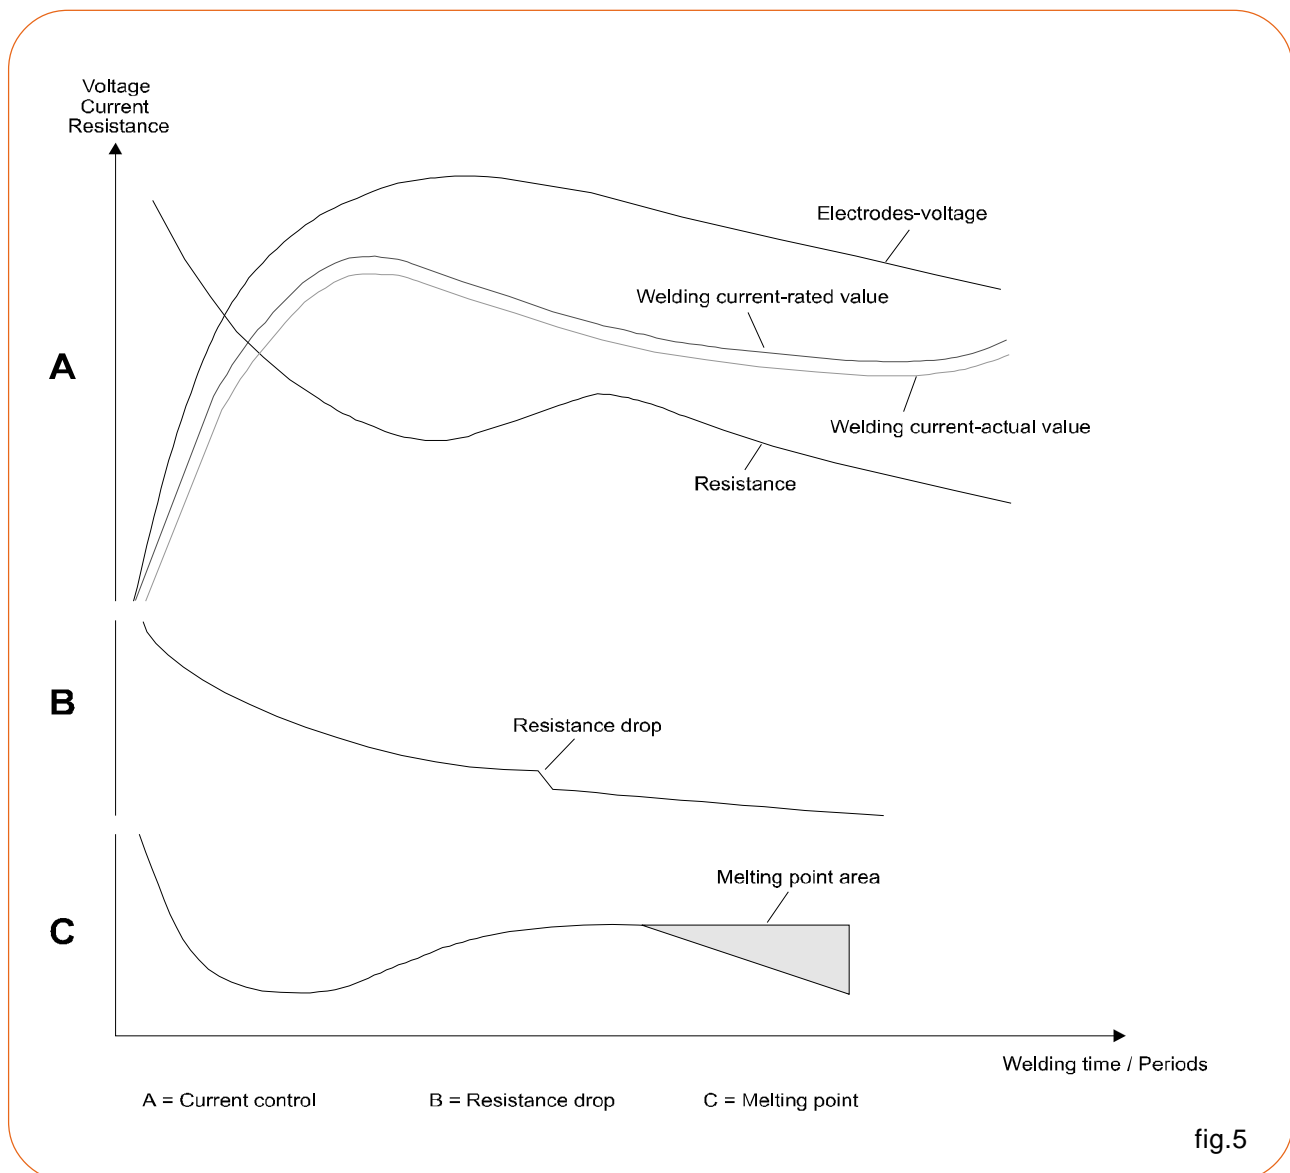 Voltage
Current
Resistance
Electrodes-voltage
Welding current-rated value
A
Welding current-actual value
Resistance
B
Resistance drop
Melting point area
C
Welding time / Periods
A = Current control
B = Resistance drop
C = Melting point
fig.5